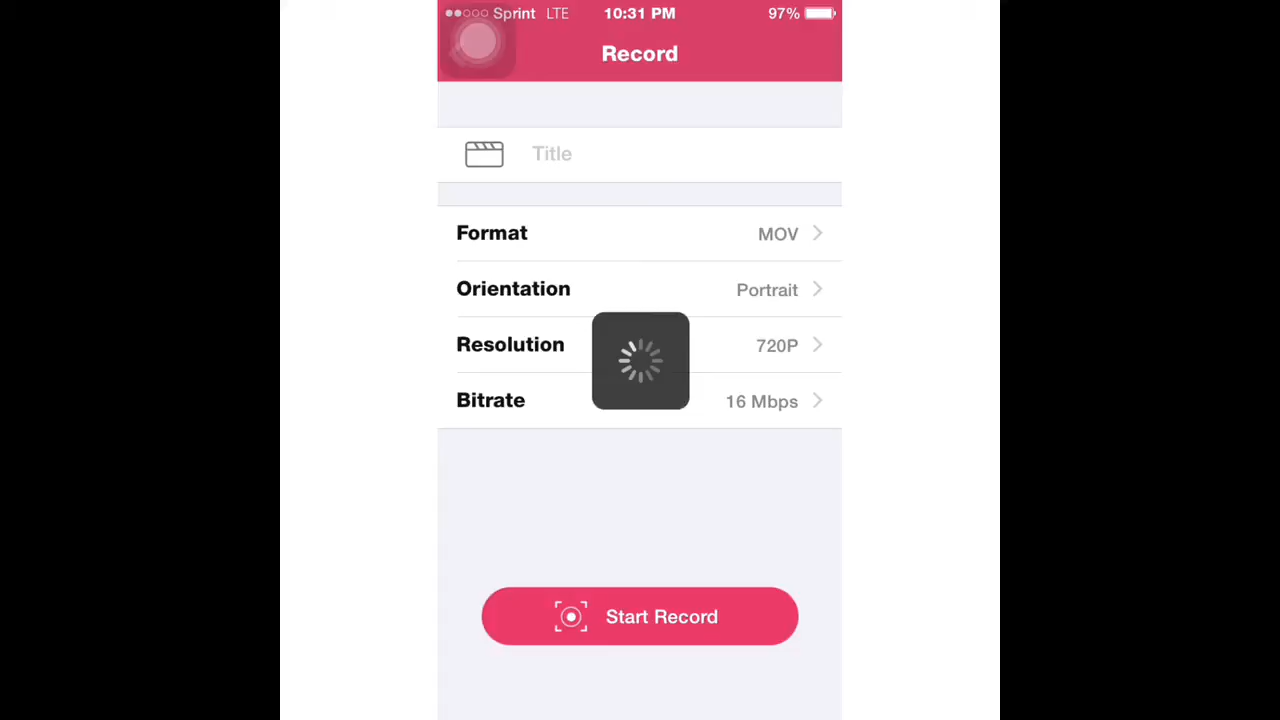 Sprint LTE 10:31 PM 97%
Record
Title
Format MOV
Orientation Portrait
Resolution 720P
Bitrate 16 Mbps
Start Record